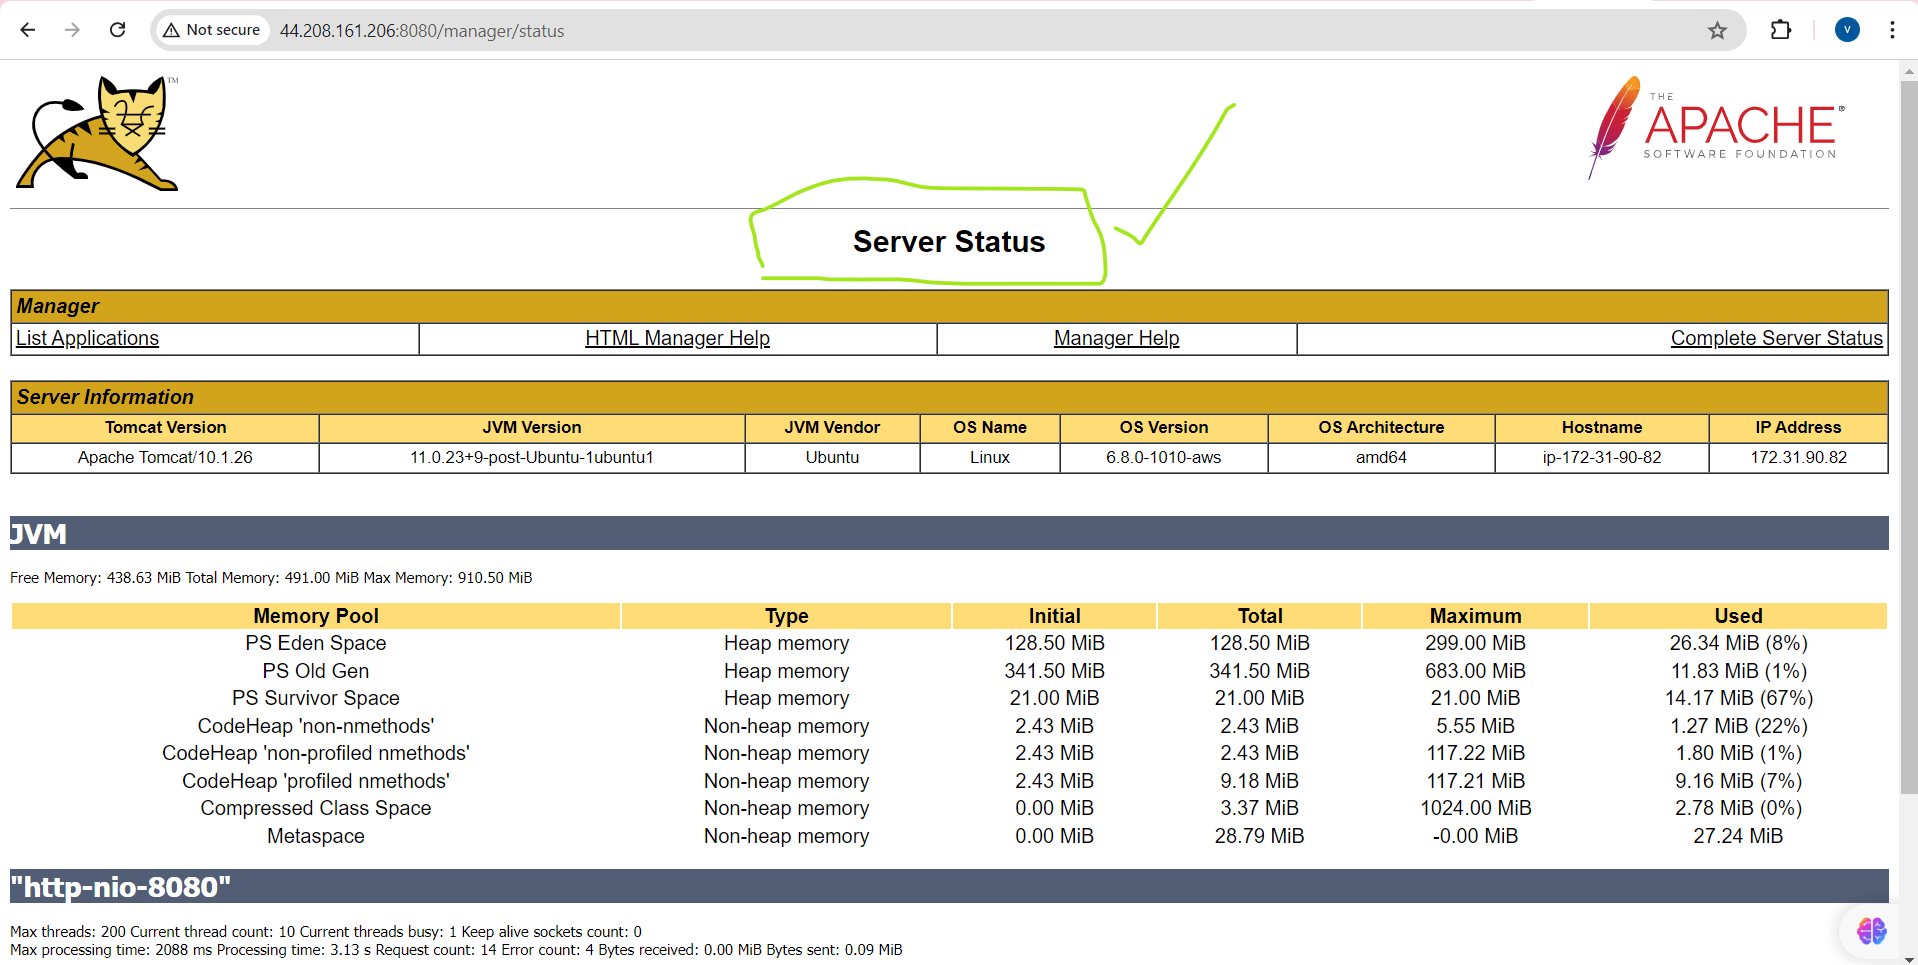 Not secure 44.208.161.206:8080/manager/status V
TM
THE
APACHE®
SOFTWARE FOUNDATION
Server Status
Manager
List Applications HTML Manager Help Manager Help Complete Server Status
Server Information
Tomcat Version JVM Version JVM Vendor OS Name OS Version OS Architecture Hostname IP Address
Apache Tomcat/10.1.26 11.0.23+9-post-Ubuntu-1ubuntu1 Ubuntu Linux 6.8.0-1010-aws amd64 ip-172-31-90-82 172.31.90.82
JVM
Free Memory: 438.63 MiB Total Memory: 491.00 MiB Max Memory: 910.50 MiB
Memory Pool Type Initial Total Maximum Used
PS Eden Space Heap memory 128.50 MiB 128.50 MiB 299.00 MiB 26.34 MiB (8%)
PS Old Gen Heap memory 341.50 MiB 341.50 MiB 683.00 MiB 11.83 MiB (1%)
PS Survivor Space Heap memory 21.00 MiB 21.00 MiB 21.00 MiB 14.17 MiB (67%)
CodeHeap 'non-nmethods' Non-heap memory 2.43 MiB 2.43 MiB 5.55 MiB 1.27 MiB (22%)
CodeHeap 'non-profiled nmethods' Non-heap memory 2.43 MiB 2.43 MiB 117.22 MiB 1.80 MiB (1%)
CodeHeap 'profiled nmethods' Non-heap memory 2.43 MiB 9.18 MiB 117.21 MiB 9.16 MiB (7%)
Compressed Class Space Non-heap memory 0.00 MiB 3.37 MiB 1024.00 MiB 2.78 MiB (0%)
Metaspace Non-heap memory 0.00 MiB 28.79 MiB -0.00 MiB 27.24 MiB
"http-nio-8080"
Max threads: 200 Current thread count: 10 Current threads busy: 1 Keep alive sockets count: 0
Max processing time: 2088 ms Processing time: 3.13 s Request count: 14 Error count: 4 Bytes received: 0.00 MiB Bytes sent: 0.09 MiB